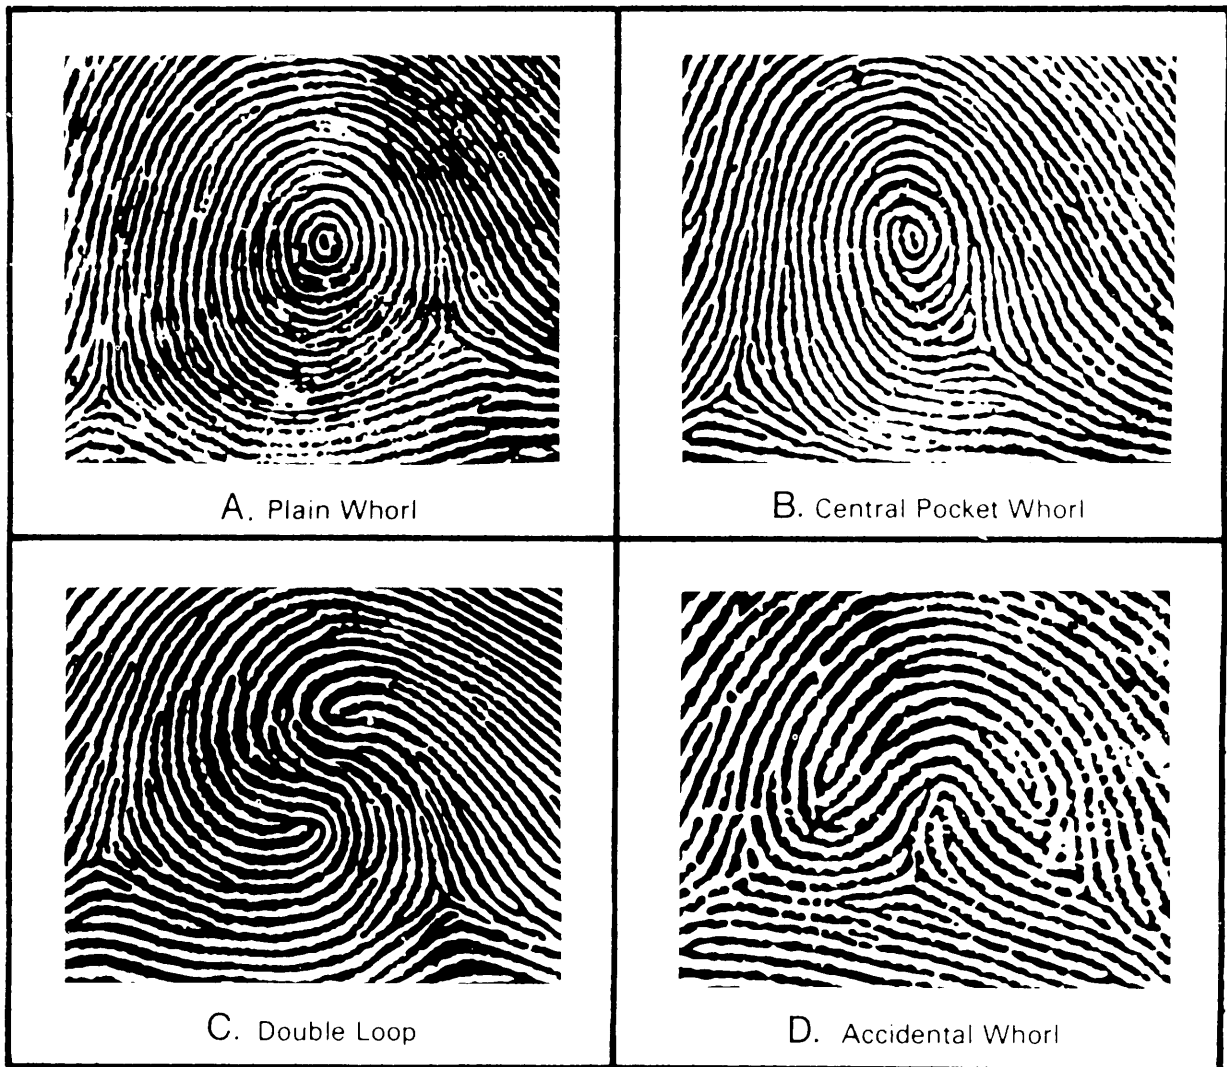 A. Plain Whorl
B. Central Pocket Whorl
C. Double Loop
D. Accidental Whorl